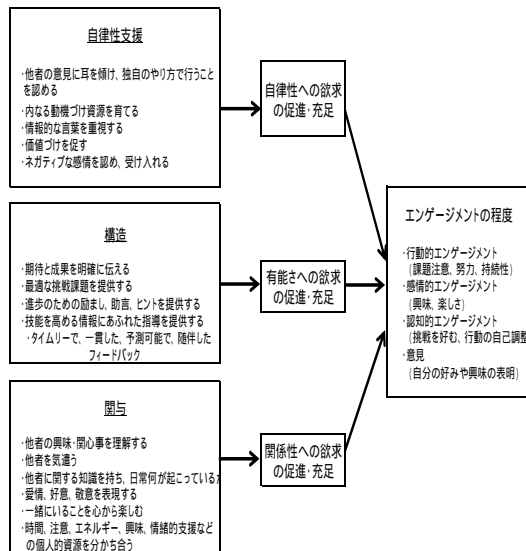 自律性支援
･他者の意見に耳を傾け、独自のやり方で行うこと
を認める
･内なる動機づけ資源を育てる
･情報的な言葉を重視する
･価値づけを促す
･ネガティブな感情を認め、受け入れる
自律性への欲求
の促進･充足
構造
･期待と成果を明確に伝える
･最適な挑戦課題を提供する
･進歩のための励まし、助言、ヒントを提供する
･技能を高める情報にあふれた指導を提供する
･タイムリーで、一貫した、予測可能で、随伴した
フィードバック
有能さへの欲求
の促進･充足
関与
･他者の興味･関心事を理解する
･他者を気遣う
･他者に関する知識を持ち、日常何が起こっている
･愛情、好意、敬意を表現する
･一緒にいることを心から楽しむ
･時間、注意、エネルギー、興味、情緒的支援など
の個人的資源を分かち合う
関係性への欲求
の促進･充足
エンゲージメントの程度
･行動的エンゲージメント
(課題注意、努力、持続性)
･感情的エンゲージメント
(興味、楽しさ)
･認知的エンゲージメント
(挑戦を好む、行動の自己調整
･意見
(自分の好みや興味の表明)